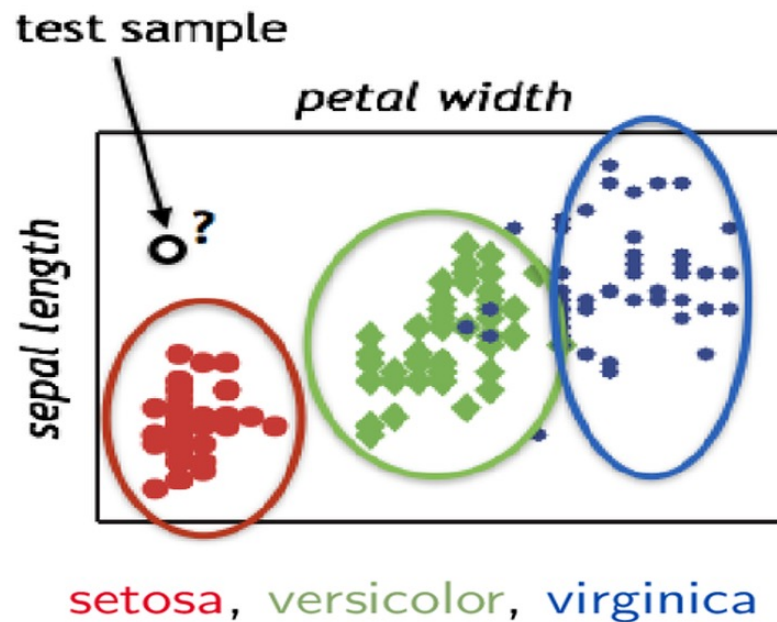 test sample
petal width
?
sepal length
setosa, versicolor, virginica